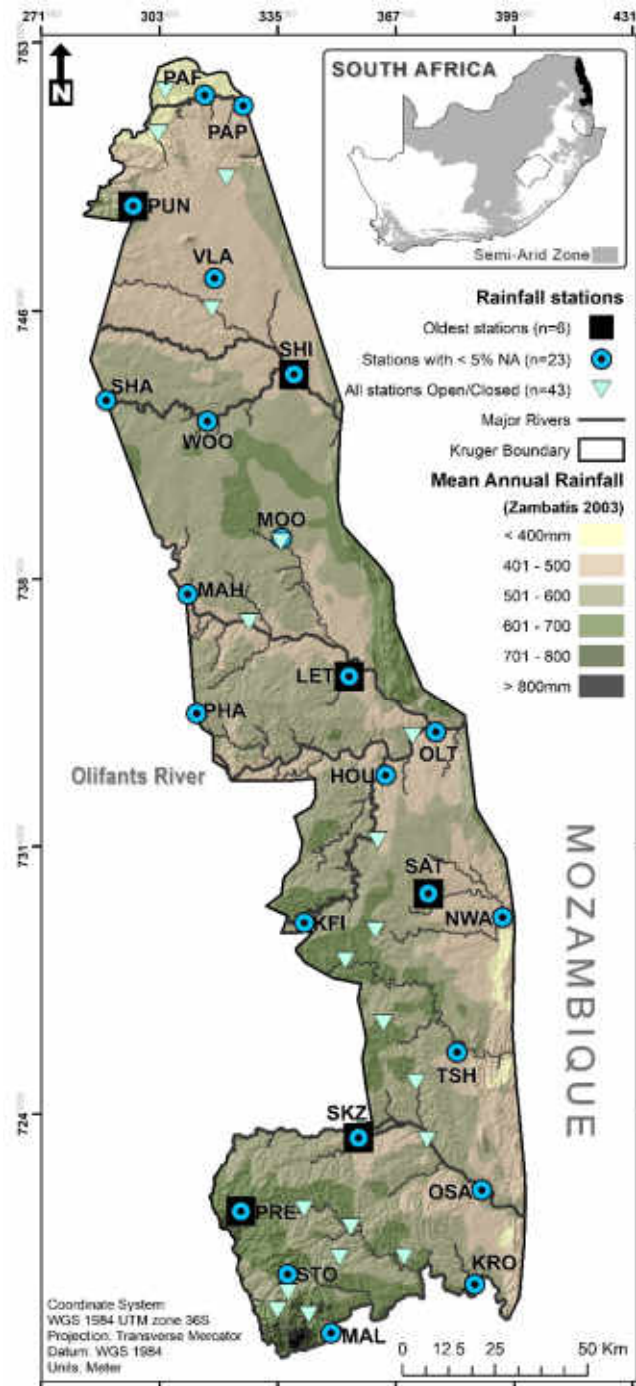 271 303 335 367 399 431
753
N
SOUTH AFRICA
Semi-Arid Zone
PAF
PAP
PUN
VLA
746
SHI
SHA
WOO
Rainfall stations
Oldest stations (n=6)
Stations with < 5% NA (n=23)
All stations Open/Closed (n=43)
Major Rivers
Kruger Boundary
Mean Annual Rainfall
(Zambatis 2003)
< 400mm
401 - 500
501 - 600
601 - 700
701 - 800
> 800mm
MOO
738
MAH
LET
PHA
OLT
Olifants River
HOU
731
SAT
KFI
NWA
MOZAMBIQUE
TSH
724
SKZ
OSA
PRE
STO
KRO
MAL
Coordinate System:
WGS 1984 UTM zone 36S
Projection: Transverse Mercator
Datum: WGS 1984
Units: Meter
0 12.5 25 50 Km